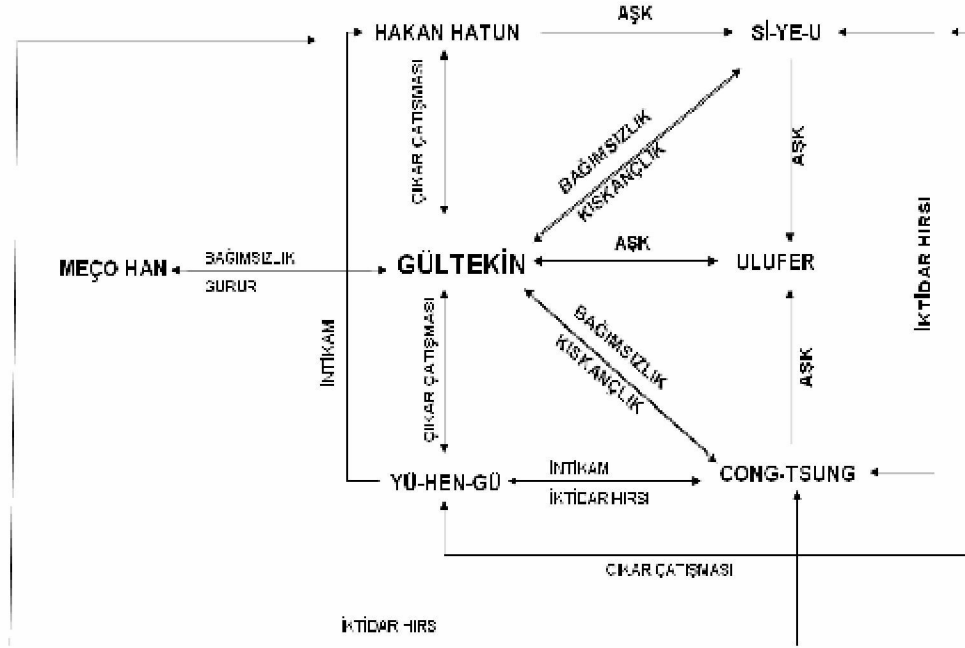 AŞK
HAKAN HATUN
Sİ-YE-U
ÇIKAR ÇATIŞMASI
BAĞIMSIZLIK
KISKANÇLIK
AŞK
İKTİDAR HIRSI
MEÇO HAN
BAĞIMSIZLIK
GURUR
GÜLTEKİN
AŞK
ULUFER
İNTİKAM
ÇIKAR ÇATIŞMASI
BAĞIMSIZLIK
KISKANÇLIK
AŞK
YÜ-HEN-GÜ
İNTİKAM
İKTİDAR HIRSI
CONG-TSUNG
ÇIKAR ÇATIŞMASI
İKTİDAR HIRS